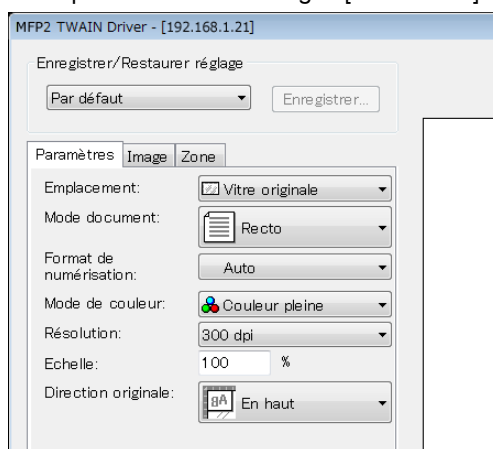 MFP2 TWAIN Driver - [192.168.1.21]
Enregistrer/Restaurer réglage
Par défaut
Enregistrer...
Paramètres Image Zone
Emplacement: Vitre originale
Mode document: Recto
Format de
numérisation: Auto
Mode de couleur: Couleur pleine
Résolution: 300 dpi
Echelle: 100 %
Direction originale: En haut